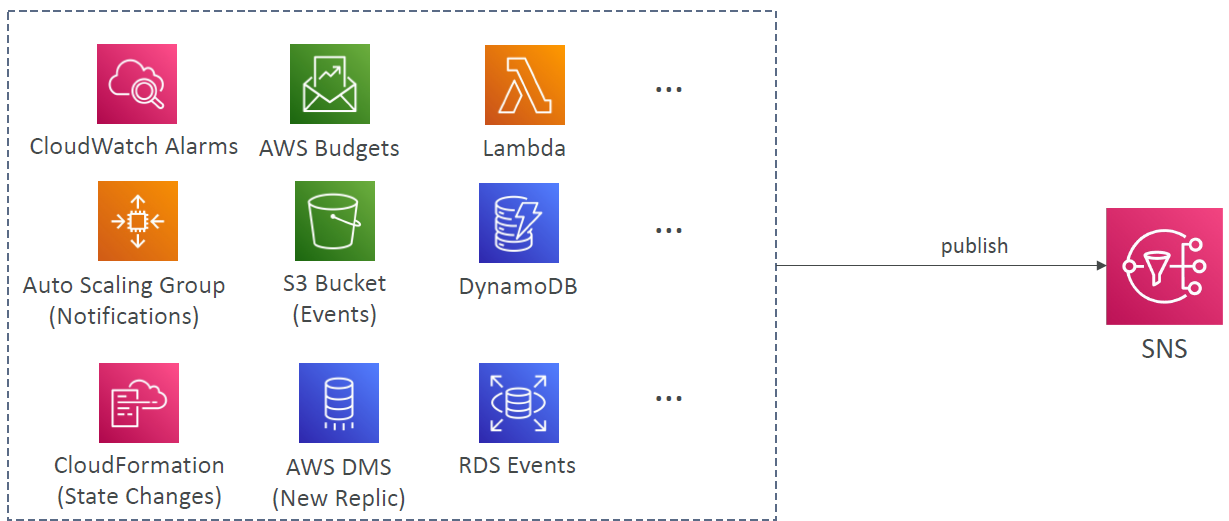 CloudWatch Alarms
AWS Budgets
Lambda
...
Auto Scaling Group
(Notifications)
S3 Bucket
(Events)
DynamoDB
...
CloudFormation
(State Changes)
AWS DMS
(New Replic)
RDS Events
...
publish
SNS